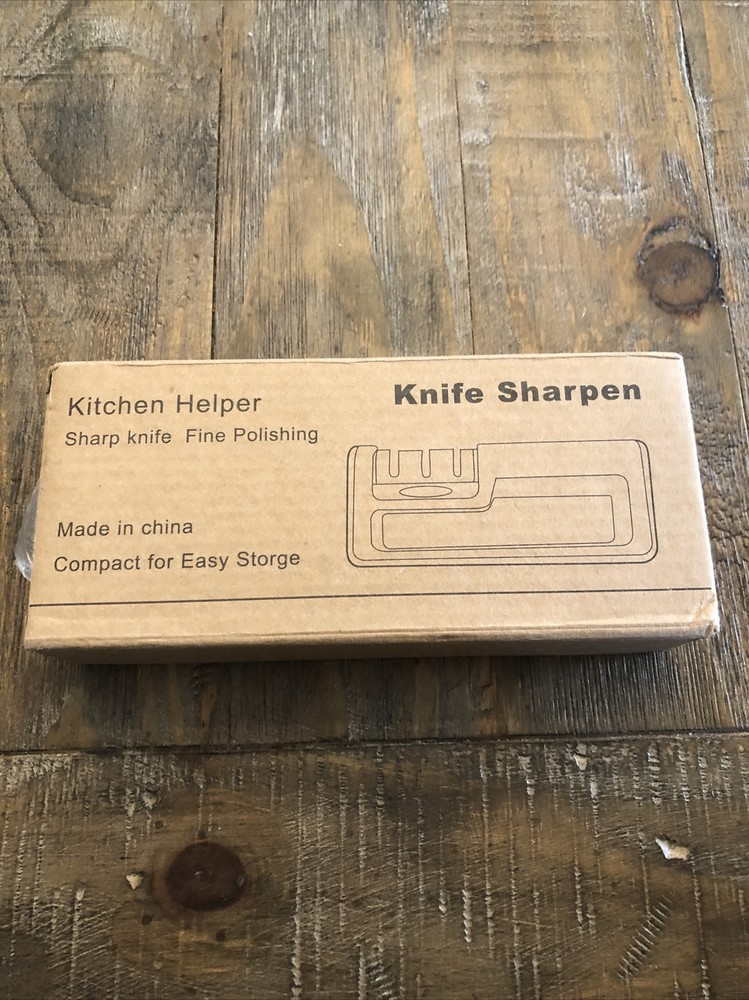 Kitchen Helper
Knife Sharpen
Sharp knife Fine Polishing
Made in china
Compact for Easy Storge